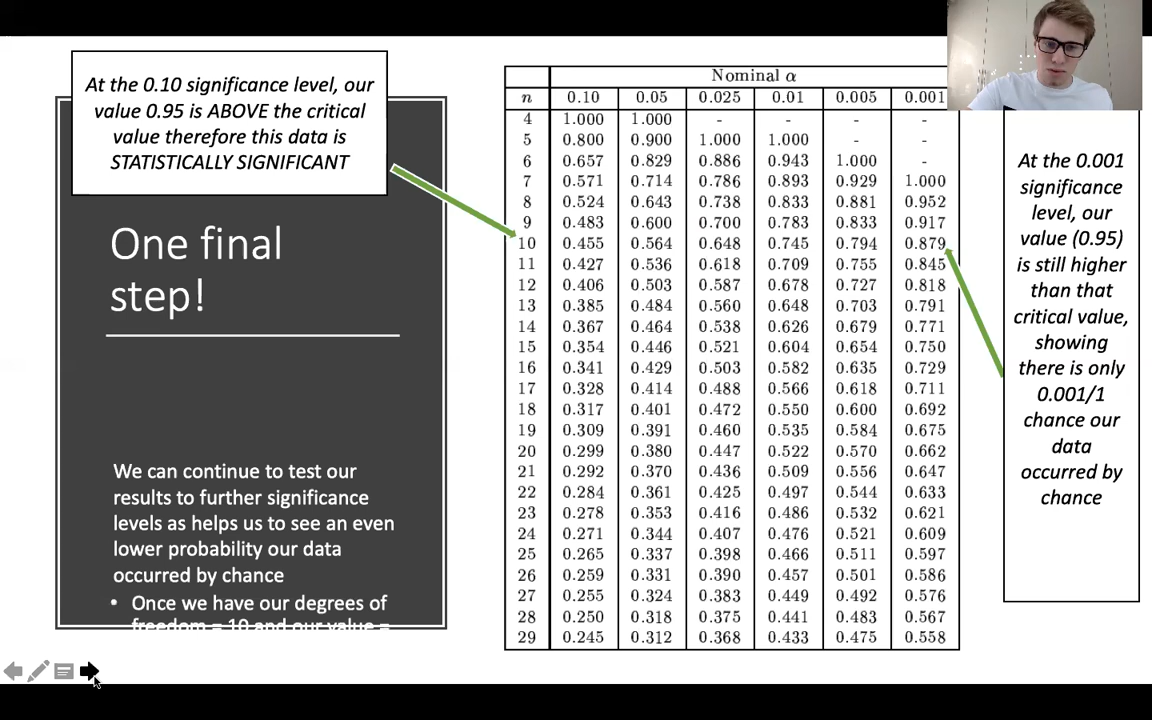 At the 0.10 significance level, our
value 0.95 is ABOVE the critical
value therefore this data is
STATISTICALLY SIGNIFICANT
One final
step!
We can continue to test our
results to further significance
levels as helps us to see an even
lower probability our data
occurred by chance
• Once we have our degrees of
freedom = 10 and our value =
Nominal α
n 0.10 0.05 0.025 0.01 0.005 0.001
4 1.000 1.000 - - - -
5 0.800 0.900 1.000 1.000 - -
6 0.657 0.829 0.886 0.943 1.000 -
7 0.571 0.714 0.786 0.893 0.929 1.000
8 0.524 0.643 0.738 0.833 0.881 0.952
9 0.483 0.600 0.700 0.783 0.833 0.917
10 0.455 0.564 0.648 0.745 0.794 0.879
11 0.427 0.536 0.618 0.709 0.755 0.845
12 0.406 0.503 0.587 0.678 0.727 0.818
13 0.385 0.484 0.560 0.648 0.703 0.791
14 0.367 0.464 0.538 0.626 0.679 0.771
15 0.354 0.446 0.521 0.604 0.654 0.750
16 0.341 0.429 0.503 0.582 0.635 0.729
17 0.328 0.414 0.488 0.566 0.618 0.711
18 0.317 0.401 0.472 0.550 0.600 0.692
19 0.309 0.391 0.460 0.535 0.584 0.675
20 0.299 0.380 0.447 0.522 0.570 0.662
21 0.292 0.370 0.436 0.509 0.556 0.647
22 0.284 0.361 0.425 0.497 0.544 0.633
23 0.278 0.353 0.416 0.486 0.532 0.621
24 0.271 0.344 0.407 0.476 0.521 0.609
25 0.265 0.337 0.398 0.466 0.511 0.597
26 0.259 0.331 0.390 0.457 0.501 0.586
27 0.255 0.324 0.383 0.449 0.492 0.576
28 0.250 0.318 0.375 0.441 0.483 0.567
29 0.245 0.312 0.368 0.433 0.475 0.558
At the 0.001
significance
level, our
value (0.95)
is still higher
than that
critical value,
showing
there is only
0.001/1
chance our
data
occurred by
chance